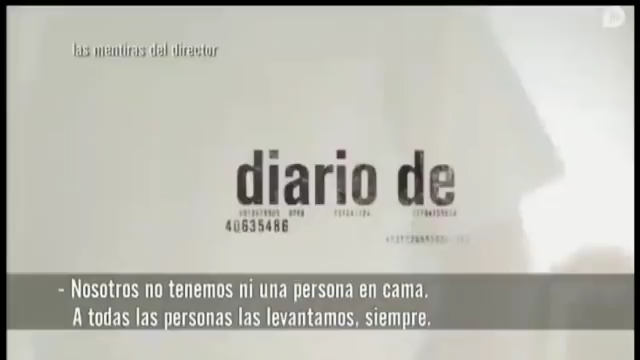 las mentiras del director
diario de
40635486
- Nosotros no tenemos ni una persona en cama.
A todas las personas las levantamos, siempre.